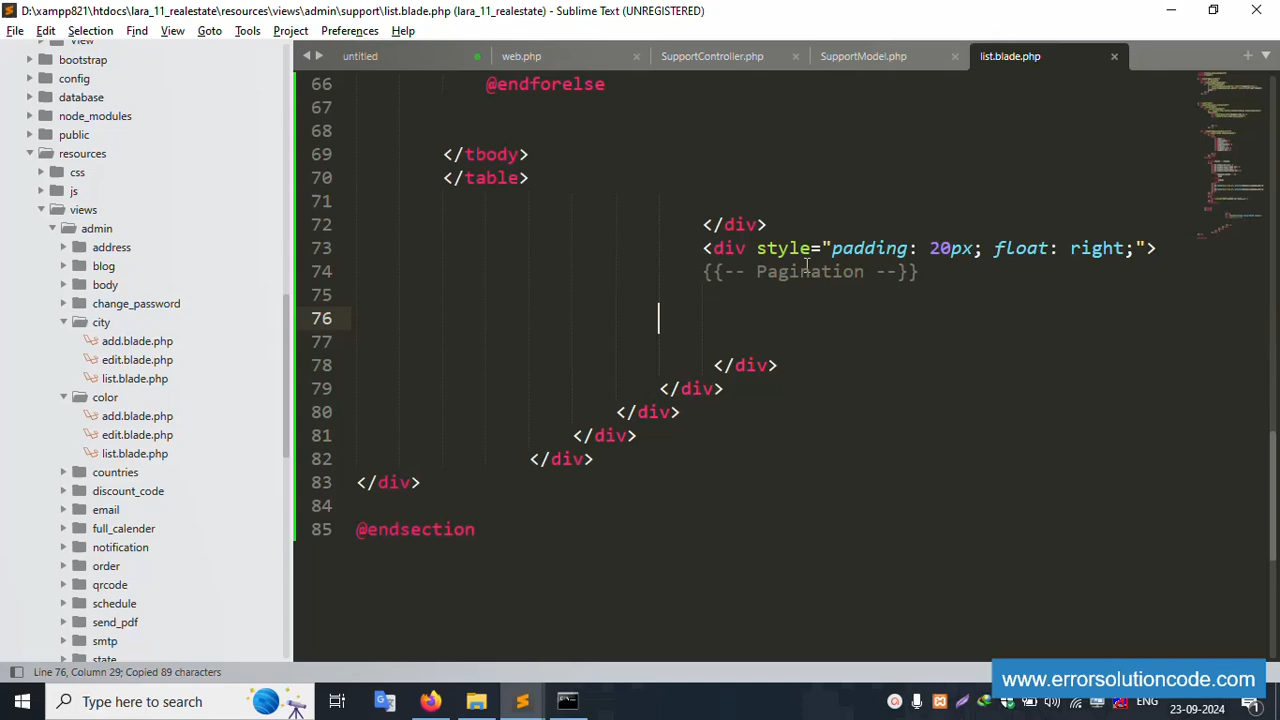 D:\xampp821\htdocs\lara_11_realestate\resources\views\admin\support\list.blade.php (lara_11_realestate) - Sublime Text (UNREGISTERED)
File Edit Selection Find View Goto Tools Project Preferences Help
untitled web.php SupportController.php SupportModel.php list.blade.php
view
bootstrap
config
database
node_modules
public
resources
css
js
views
admin
address
blog
body
change_password
city
add.blade.php
edit.blade.php
list.blade.php
color
add.blade.php
edit.blade.php
list.blade.php
countries
discount_code
email
full_calender
notification
order
qrcode
schedule
send_pdf
smtp
state
66 @endforelse
67
68
69 </tbody>
70 </table>
71
72 </div>
73 <div style="padding: 20px; float: right;">
74 {{-- Pagination --}}
75
76
77
78 </div>
79 </div>
80 </div>
81 </div>
82 </div>
83 </div>
84
85 @endsection
Line 76, Column 29; Copied 89 characters
www.errorsolutioncode.com
Type here to search
ENG
23-09-2024